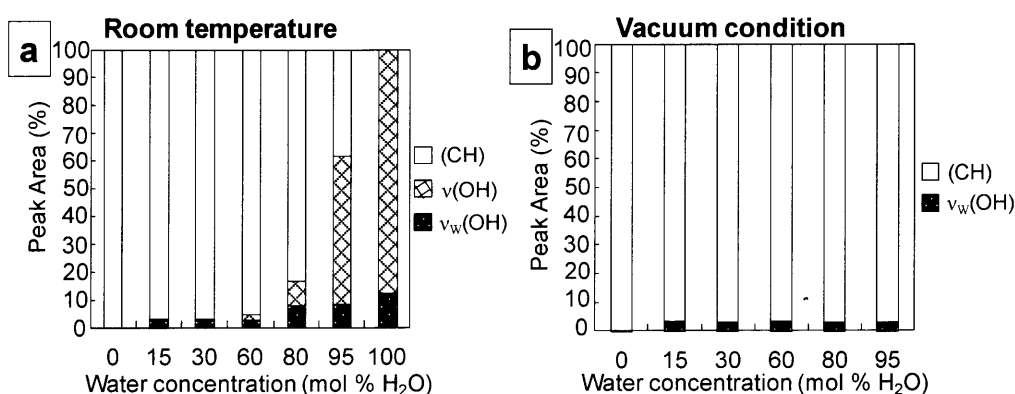 Room temperature
a
100
90
80
70
60
50
40
30
20
10
0
Peak Area (%)
0 15 30 60 80 95 100
Water concentration (mol % H₂O)
(CH)
ν(OH)
νw(OH)
Vacuum condition
b
100
90
80
70
60
50
40
30
20
10
0
Peak Area (%)
0 15 30 60 80 95
Water concentration (mol % H₂O)
(CH)
νw(OH)